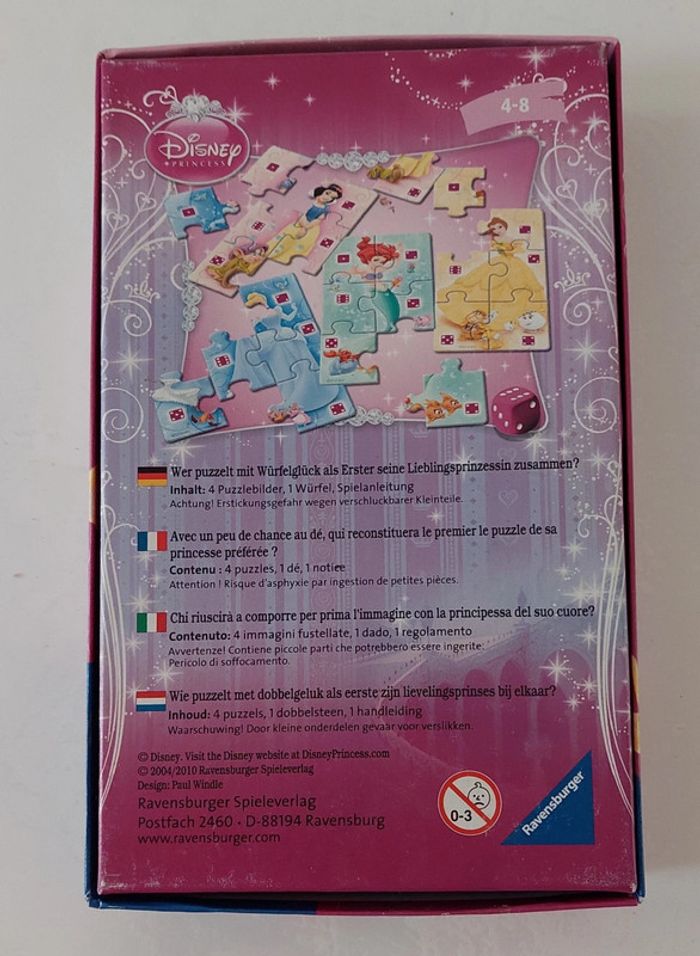 4-8
Disney
PRINCESS
Wer puzzelt mit Würfelglück als Erster seine Lieblingsprinzessin zusammen?
Inhalt: 4 Puzzlebilder, 1 Würfel, Spielanleitung
Achtung! Erstickungsgefahr wegen verschluckbarer Kleinteile.
Avec un peu de chance au dé, qui reconstituera le premier le puzzle de sa
princesse préférée ?
Contenu : 4 puzzles, 1 dé, 1 notice
Attention ! Risque d'asphyxie par ingestion de petites pièces.
Chi riuscirà a comporre per prima l'immagine con la principessa del suo cuore?
Contenuto: 4 immagini fustellate, 1 dado, 1 regolamento
Avvertenze! Contiene piccole parti che potrebbero essere ingerite:
Pericolo di soffocamento.
Wie puzzelt met dobbelgeluk als eerste zijn lievelingsprinses bij elkaar?
Inhoud: 4 puzzels, 1 dobbelsteen, 1 handleiding
Waarschuwing! Door kleine onderdelen gevaar voor verslikken.
© Disney. Visit the Disney website at DisneyPrincess.com
© 2004/2010 Ravensburger Spieleverlag
Design: Paul Windle
Ravensburger Spieleverlag
Postfach 2460 · D-88194 Ravensburg
www.ravensburger.com
0-3
Ravensburger